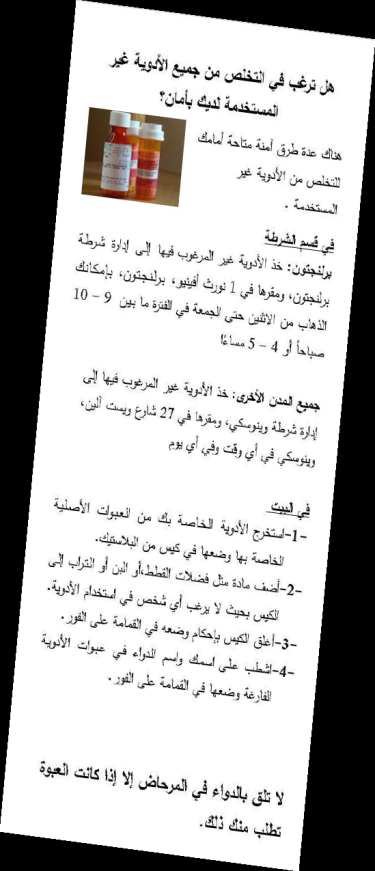 هل ترغب في التخلص من جميع الأدوية غير
المستخدمة لديك بأمان؟
هناك عدة طرق آمنة متاحة أمامك
للتخلص من الأدوية غير
المستخدمة .
في قسم الشرطة
برلنجتون: خذ الأدوية غير المرغوب فيها إلى إدارة شرطة
برلنجتون، ومقرها في 1 نورث أفينيو، برلنجتون، بإمكانك
الذهاب من الاثنين حتى الجمعة في الفترة ما بين 9 – 10
صباحاً أو 4 – 5 مساءً!
جميع المدن الأخرى: خذ الأدوية غير المرغوب فيها إلى
إدارة شرطة وينوسكي، ومقرها في 27 شارع ويست آلين،
وينوسكي في أي وقت وفي أي يوم
في البيت
-1-استخرج الأدوية الخاصة بك من العبوات الأصلية
الخاصة بها وضعها في كيس من البلاستيك.
-2-أضف مادة مثل فضلات القطط،أو البن أو التراب إلى
الكيس بحيث لا يرغب أي شخص في استخدام الأدوية.
-3-أغلق الكيس بإحكام وضعه في القمامة على الفور.
-4-اشطب على اسمك واسم الدواء في عبوات الأدوية
الفارغة وضعها في القمامة على الفور.
لا تلق بالدواء في المرحاض إلا إذا كانت العبوة
تطلب منك ذلك.